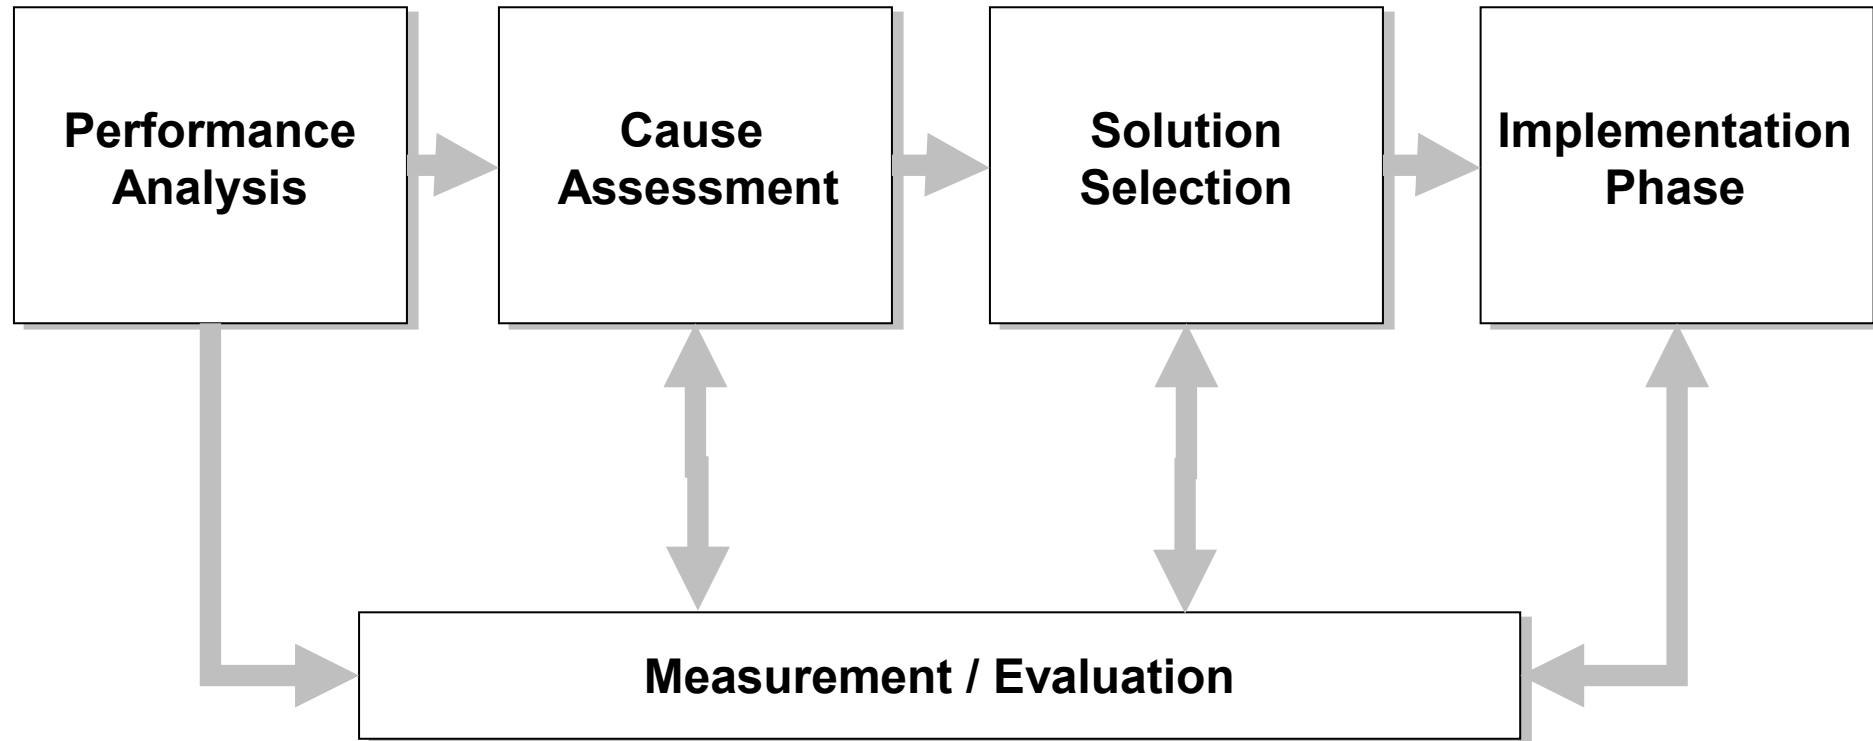 Performance
Analysis
Cause
Assessment
Solution
Selection
Implementation
Phase
Measurement / Evaluation